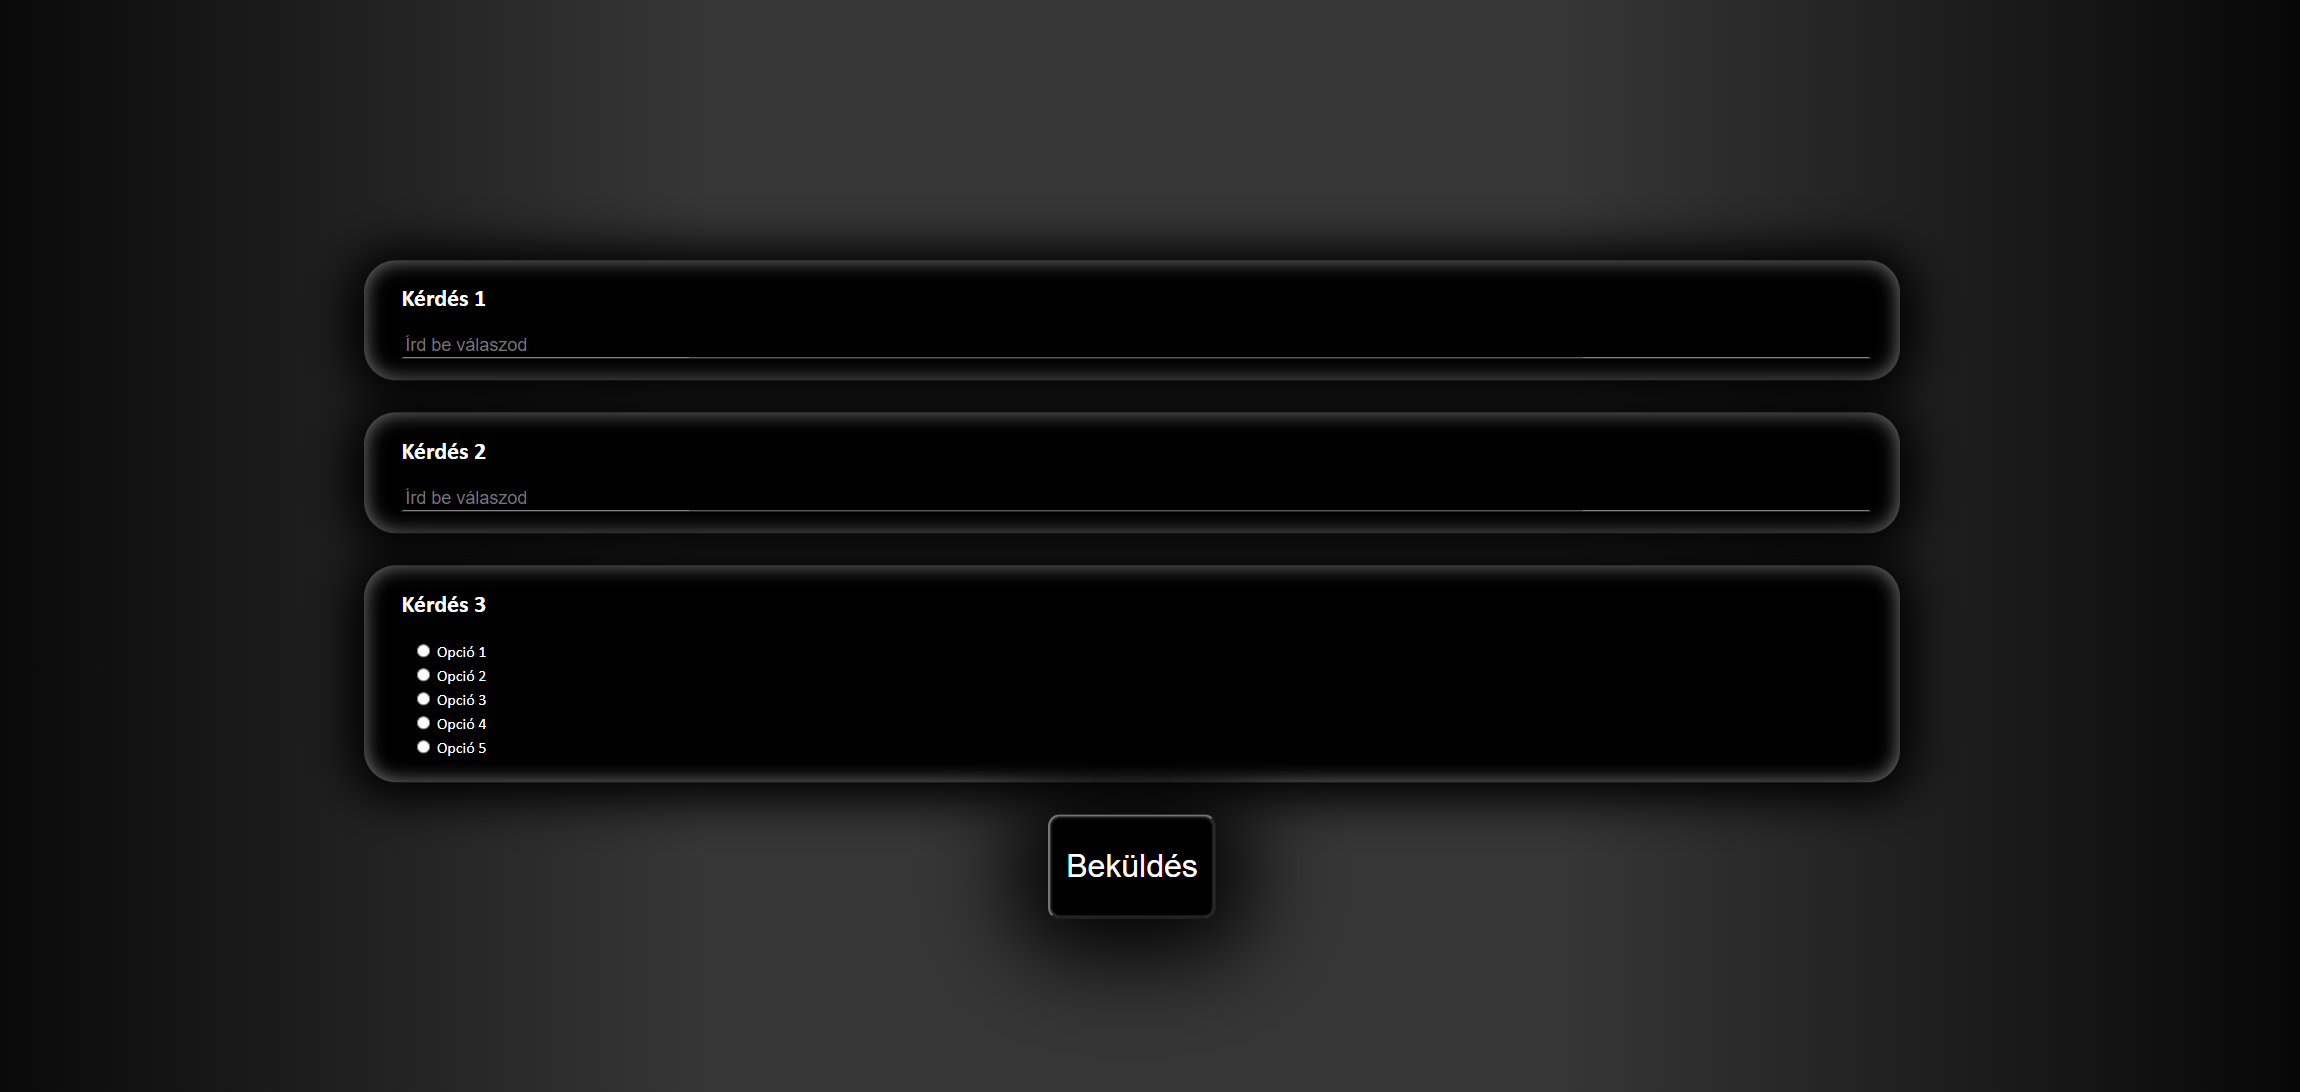 Kérdés 1
Írd be válaszod
Kérdés 2
Írd be válaszod
Kérdés 3
Opció 1
Opció 2
Opció 3
Opció 4
Opció 5
Beküldés